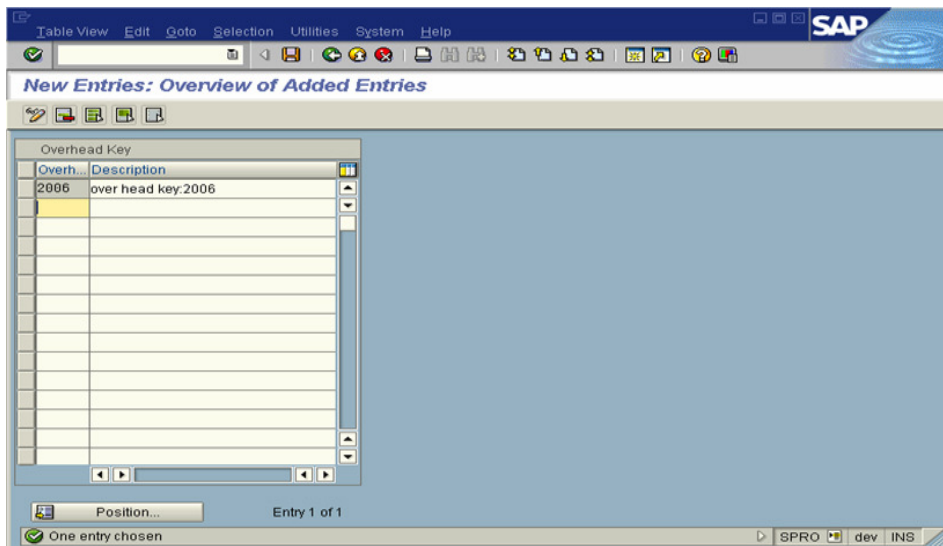 Table View Edit Goto Selection Utilities System Help
SAP
New Entries: Overview of Added Entries
Overhead Key
Overh... Description
2006 over head key:2006
Position... Entry 1 of 1
One entry chosen SPRO dev INS